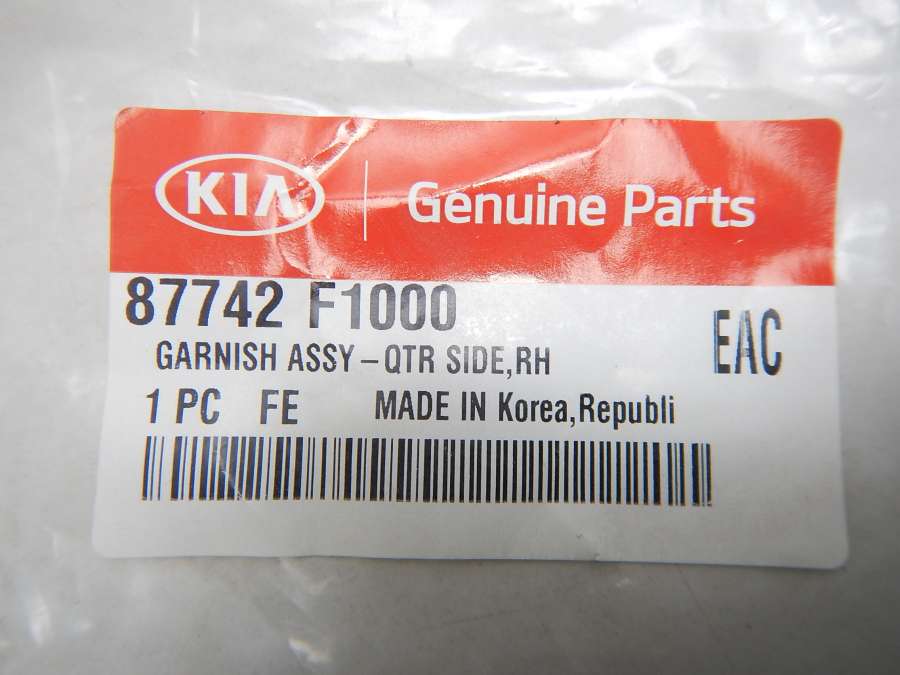 KIA Genuine Parts
87742 F1000
EAC
GARNISH ASSY-QTR SIDE,RH
1 PC FE MADE IN Korea,Republi